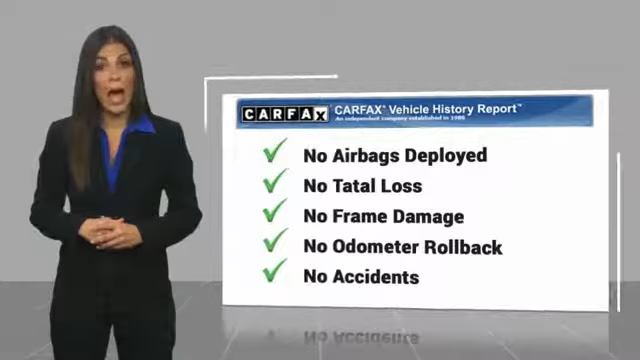 CARFAX CARFAX® Vehicle History Report™
An independent company established in 1986
No Airbags Deployed
No Tatal Loss
No Frame Damage
No Odometer Rollback
No Accidents